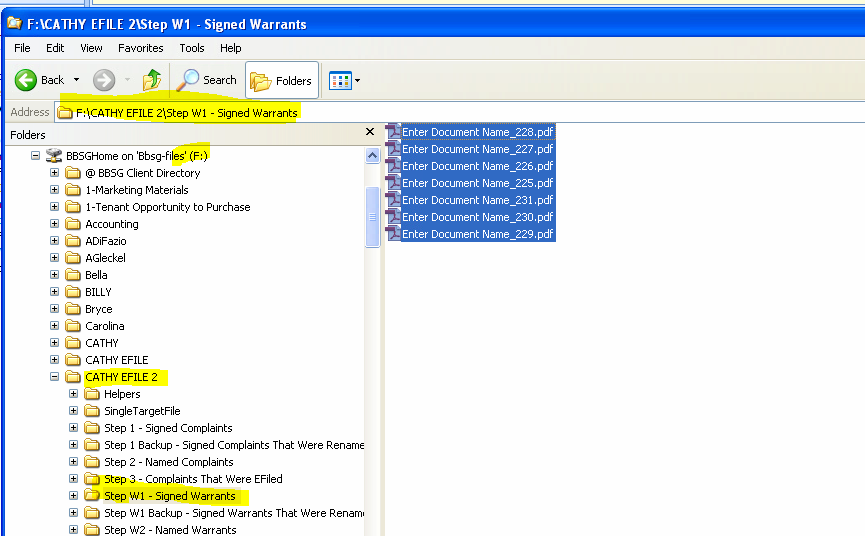 F:\CATHY EFILE 2\Step W1 - Signed Warrants
File Edit View Favorites Tools Help
Back Search Folders
Address F:\CATHY EFILE 2\Step W1 - Signed Warrants
Folders
BBSGHome on 'Bbsg-files' (F:)
@ BBSG Client Directory
1-Marketing Materials
1-Tenant Opportunity to Purchase
Accounting
ADiFazio
AGleckel
Bella
BILLY
Bryce
Carolina
CATHY
CATHY EFILE
CATHY EFILE 2
Helpers
SingleTargetFile
Step 1 - Signed Complaints
Step 1 Backup - Signed Complaints That Were Rename
Step 2 - Named Complaints
Step 3 - Complaints That Were EFiled
Step W1 - Signed Warrants
Step W1 Backup - Signed Warrants That Were Rename
Step W2 - Named Warrants
Enter Document Name_228.pdf
Enter Document Name_227.pdf
Enter Document Name_226.pdf
Enter Document Name_225.pdf
Enter Document Name_231.pdf
Enter Document Name_230.pdf
Enter Document Name_229.pdf